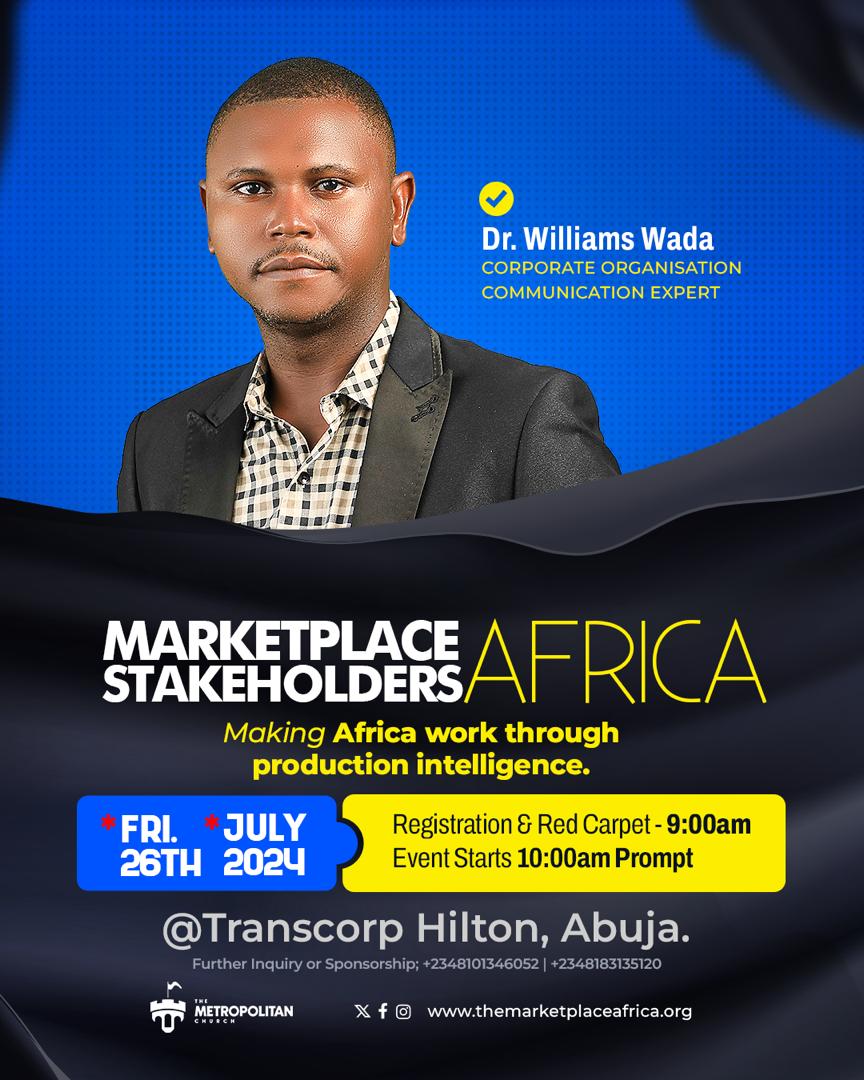 Dr. Williams Wada
CORPORATE ORGANISATION
COMMUNICATION EXPERT
MARKETPLACE
STAKEHOLDERS AFRICA
Making Africa work through
production intelligence.
*FRI. *JULY
26TH 2024
Registration & Red Carpet - 9:00am
Event Starts 10:00am Prompt
@Transcorp Hilton, Abuja.
Further Inquiry or Sponsorship; +2348101346052 | +2348183135120
THE
METROPOLITAN
CHURCH
www.themarketplaceafrica.org